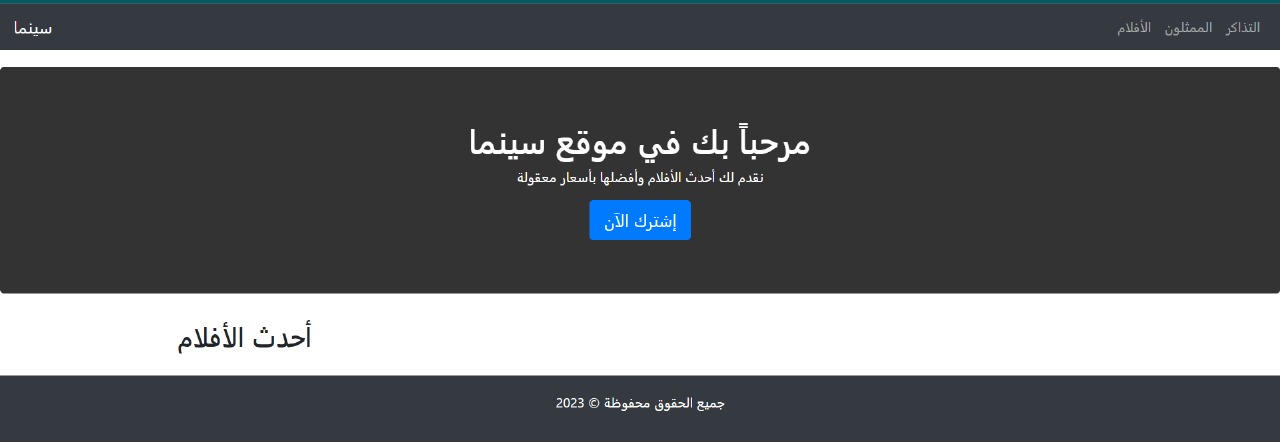 سينما
الأفلام الممثلون التذاكر
مرحباً بك في موقع سينما
نقدم لك أحدث الأفلام وأفضلها بأسعار معقولة
إشترك الآن
أحدث الأفلام
جميع الحقوق محفوظة © 2023